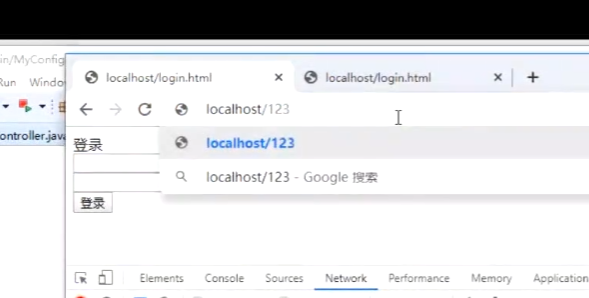 in/MyConfig
Run Window
ontroller.java
localhost/login.html
localhost/login.html
localhost/123
localhost/123
localhost/123 - Google 搜索
登录
登录
Elements Console Sources Network Performance Memory Application